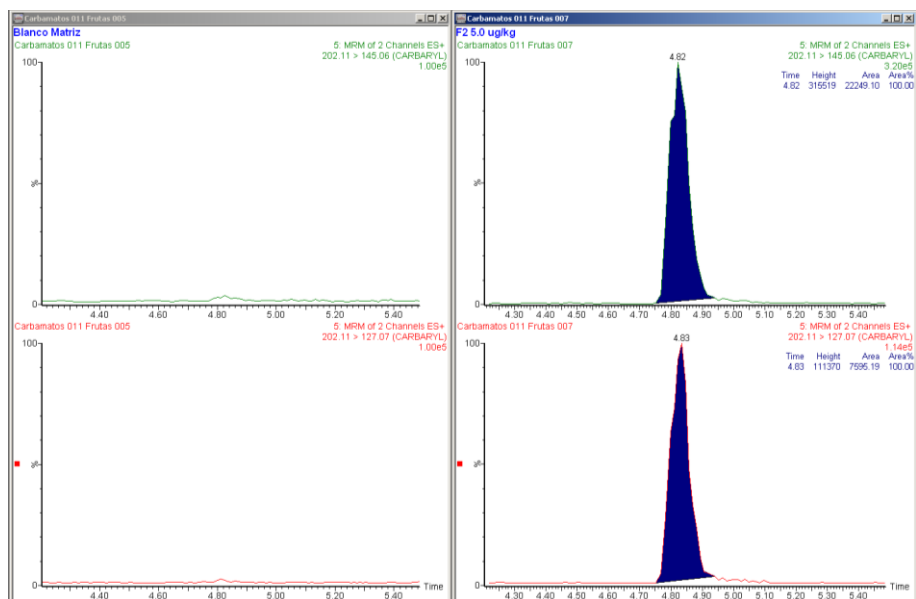 Carbamatos 011 Frutas 005
Blanco Matriz
Carbamatos 011 Frutas 005
5: MRM of 2 Channels ES+
202.11 > 145.06 (CARBARYL)
1.00e5
100
%
0
4.40 4.60 4.80 5.00 5.20 5.40
Carbamatos 011 Frutas 005
5: MRM of 2 Channels ES+
202.11 > 127.07 (CARBARYL)
1.00e5
100
%
0
Time
4.40 4.60 4.80 5.00 5.20 5.40
Carbamatos 011 Frutas 007
F2 5.0 ug/kg
Carbamatos 011 Frutas 007
5: MRM of 2 Channels ES+
202.11 > 145.06 (CARBARYL)
3.20e5
Time Height Area Area%
4.82 315519 22249.10 100.00
4.82
100
%
0
4.30 4.40 4.50 4.60 4.70 4.80 4.90 5.00 5.10 5.20 5.30 5.40
Carbamatos 011 Frutas 007
5: MRM of 2 Channels ES+
202.11 > 127.07 (CARBARYL)
1.14e5
Time Height Area Area%
4.83 111370 7595.19 100.00
4.83
100
%
0
Time
4.30 4.40 4.50 4.60 4.70 4.80 4.90 5.00 5.10 5.20 5.30 5.40